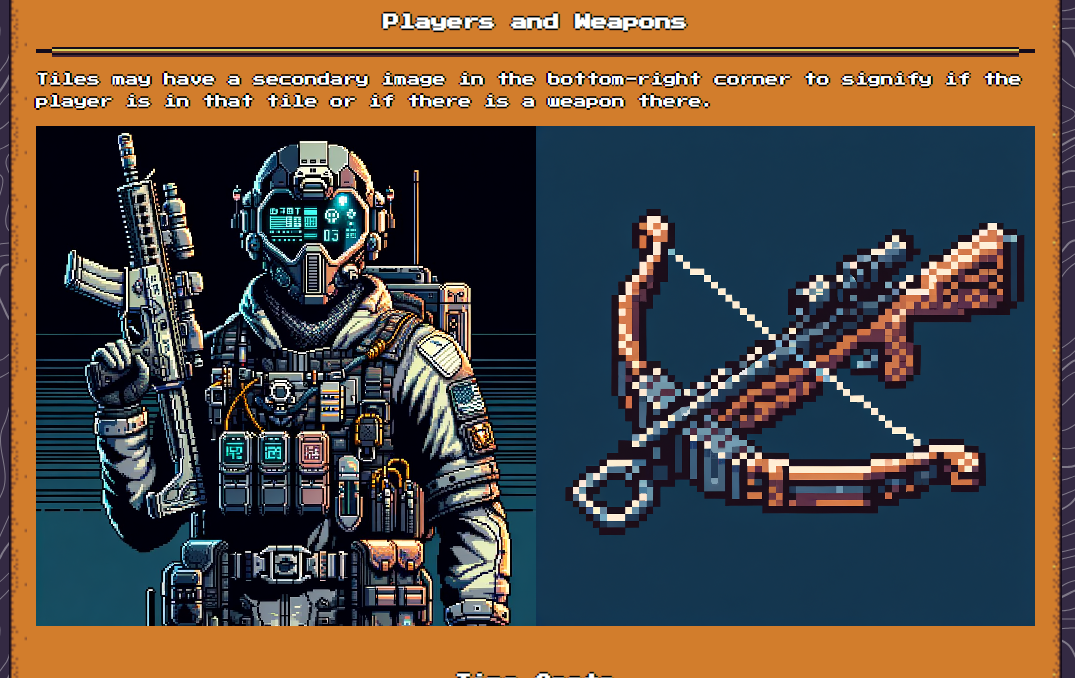 Players and Weapons
Tiles may have a secondary image in the bottom-right corner to signify if the
player is in that tile or if there is a weapon there.
05